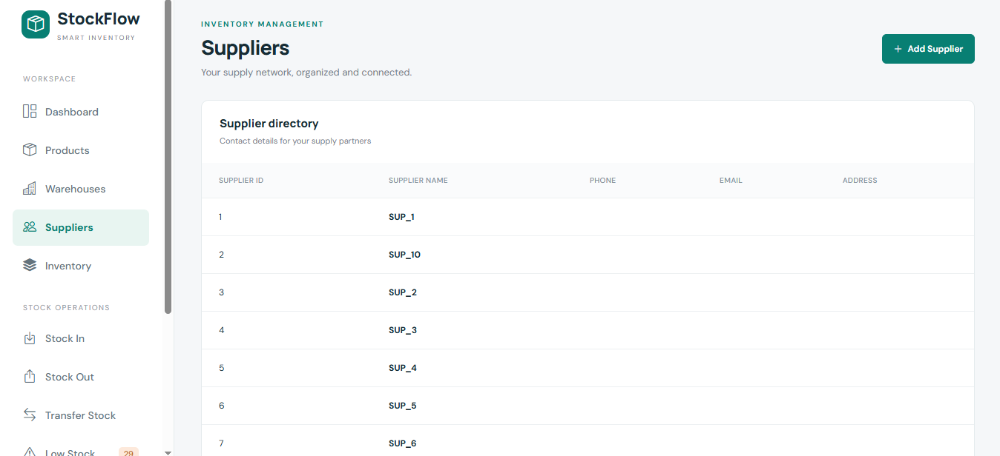 StockFlow
SMART INVENTORY
WORKSPACE
Dashboard
Products
Warehouses
Suppliers
Inventory
STOCK OPERATIONS
Stock In
Stock Out
Transfer Stock
Low Stock 29
INVENTORY MANAGEMENT
Suppliers
Your supply network, organized and connected.
+ Add Supplier
Supplier directory
Contact details for your supply partners
SUPPLIER ID SUPPLIER NAME PHONE EMAIL ADDRESS
1 SUP_1
2 SUP_10
3 SUP_2
4 SUP_3
5 SUP_4
6 SUP_5
7 SUP_6